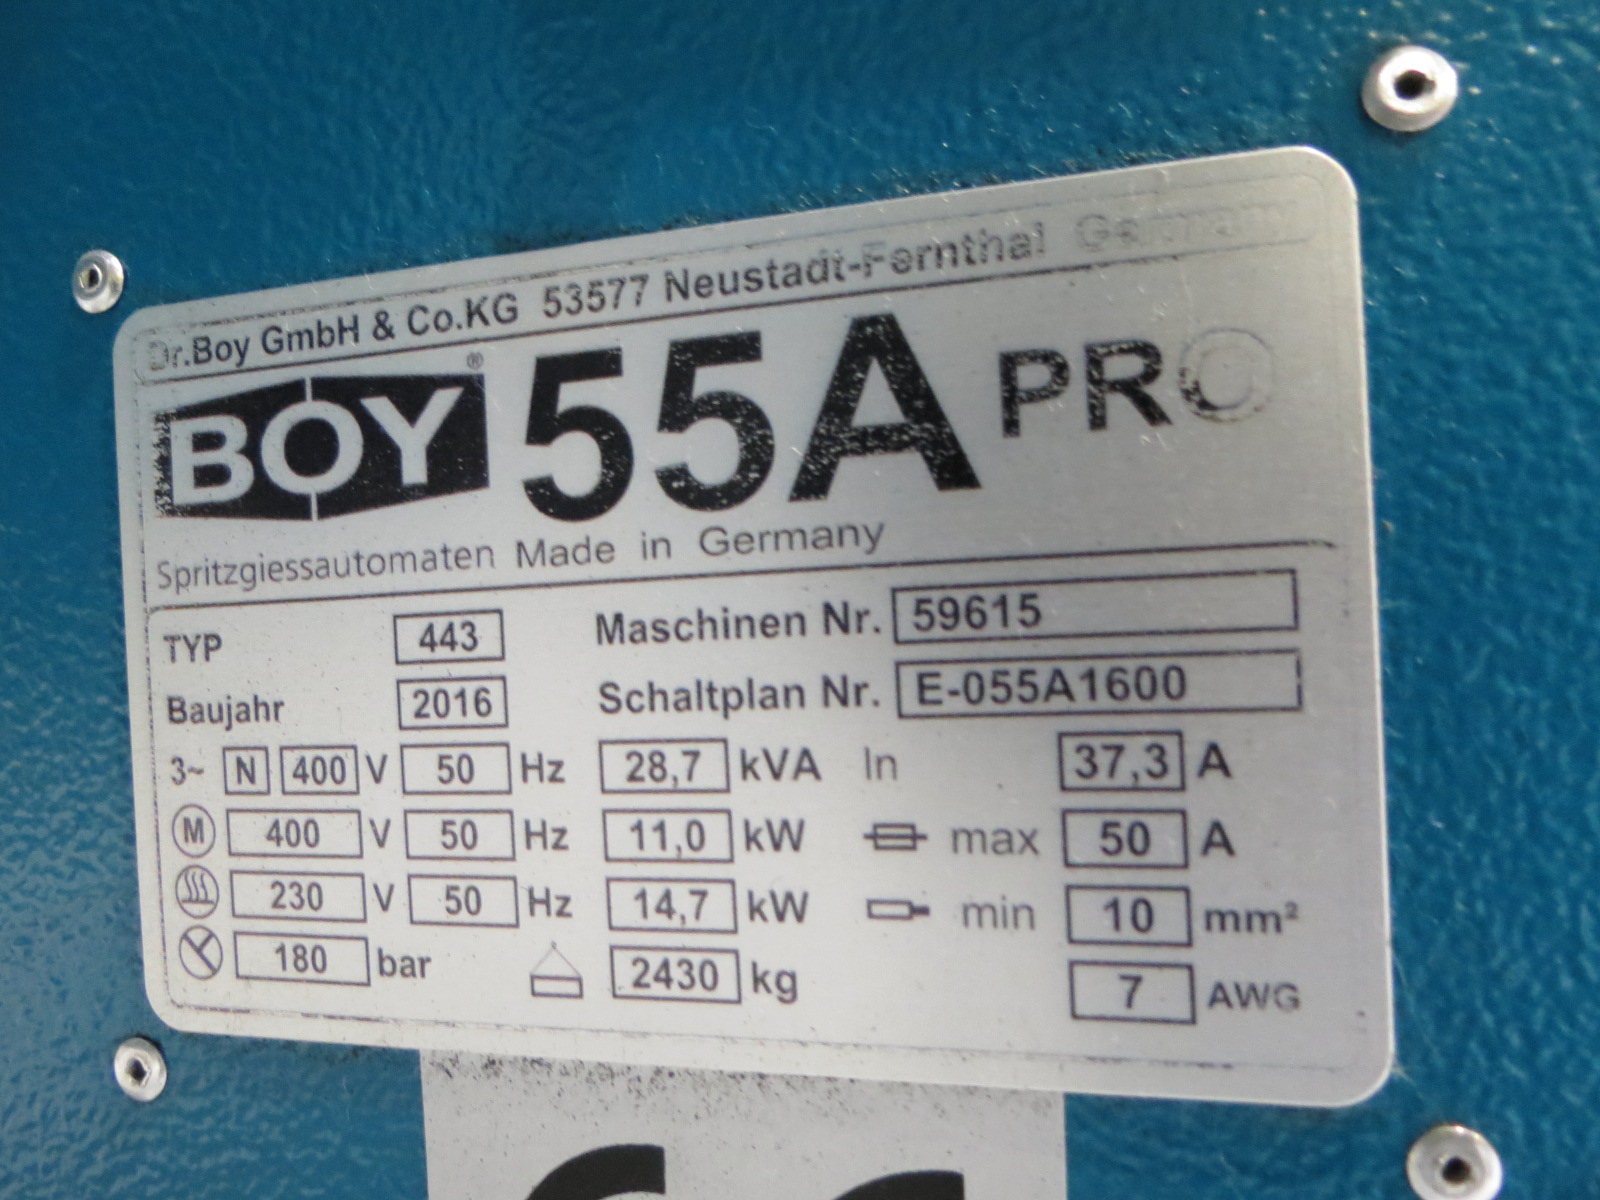 Dr.Boy GmbH & Co.KG 53577 Neustadt-Fernthal Germany
BOY® 55A PRO
Spritzgiessautomaten Made in Germany
TYP 443 Maschinen Nr. 59615
Baujahr 2016 Schaltplan Nr. E-055A1600
3~ N 400 V 50 Hz 28,7 kVA In 37,3 A
M 400 V 50 Hz 11,0 kW max 50 A
230 V 50 Hz 14,7 kW min 10 mm²
180 bar 2430 kg 7 AWG
CE